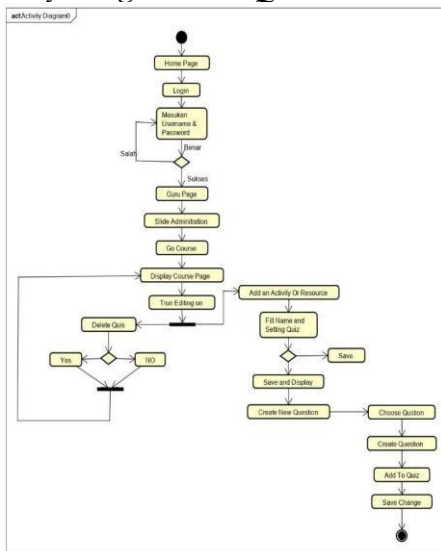 act Activity Diagram0
Home Page
Login
Masukan
Username &
Password
Salah
Benar
Sukses
Guru Page
Slide Adminitration
Go Course
Display Course Page
Trun Editing on
Delete Quis
Yes
NO
Add an Activity Or Resource
Fill Name and
Setting Quiz
Save
Save and Display
Create New Question
Choose Qustion
Create Question
Add To Quiz
Save Change